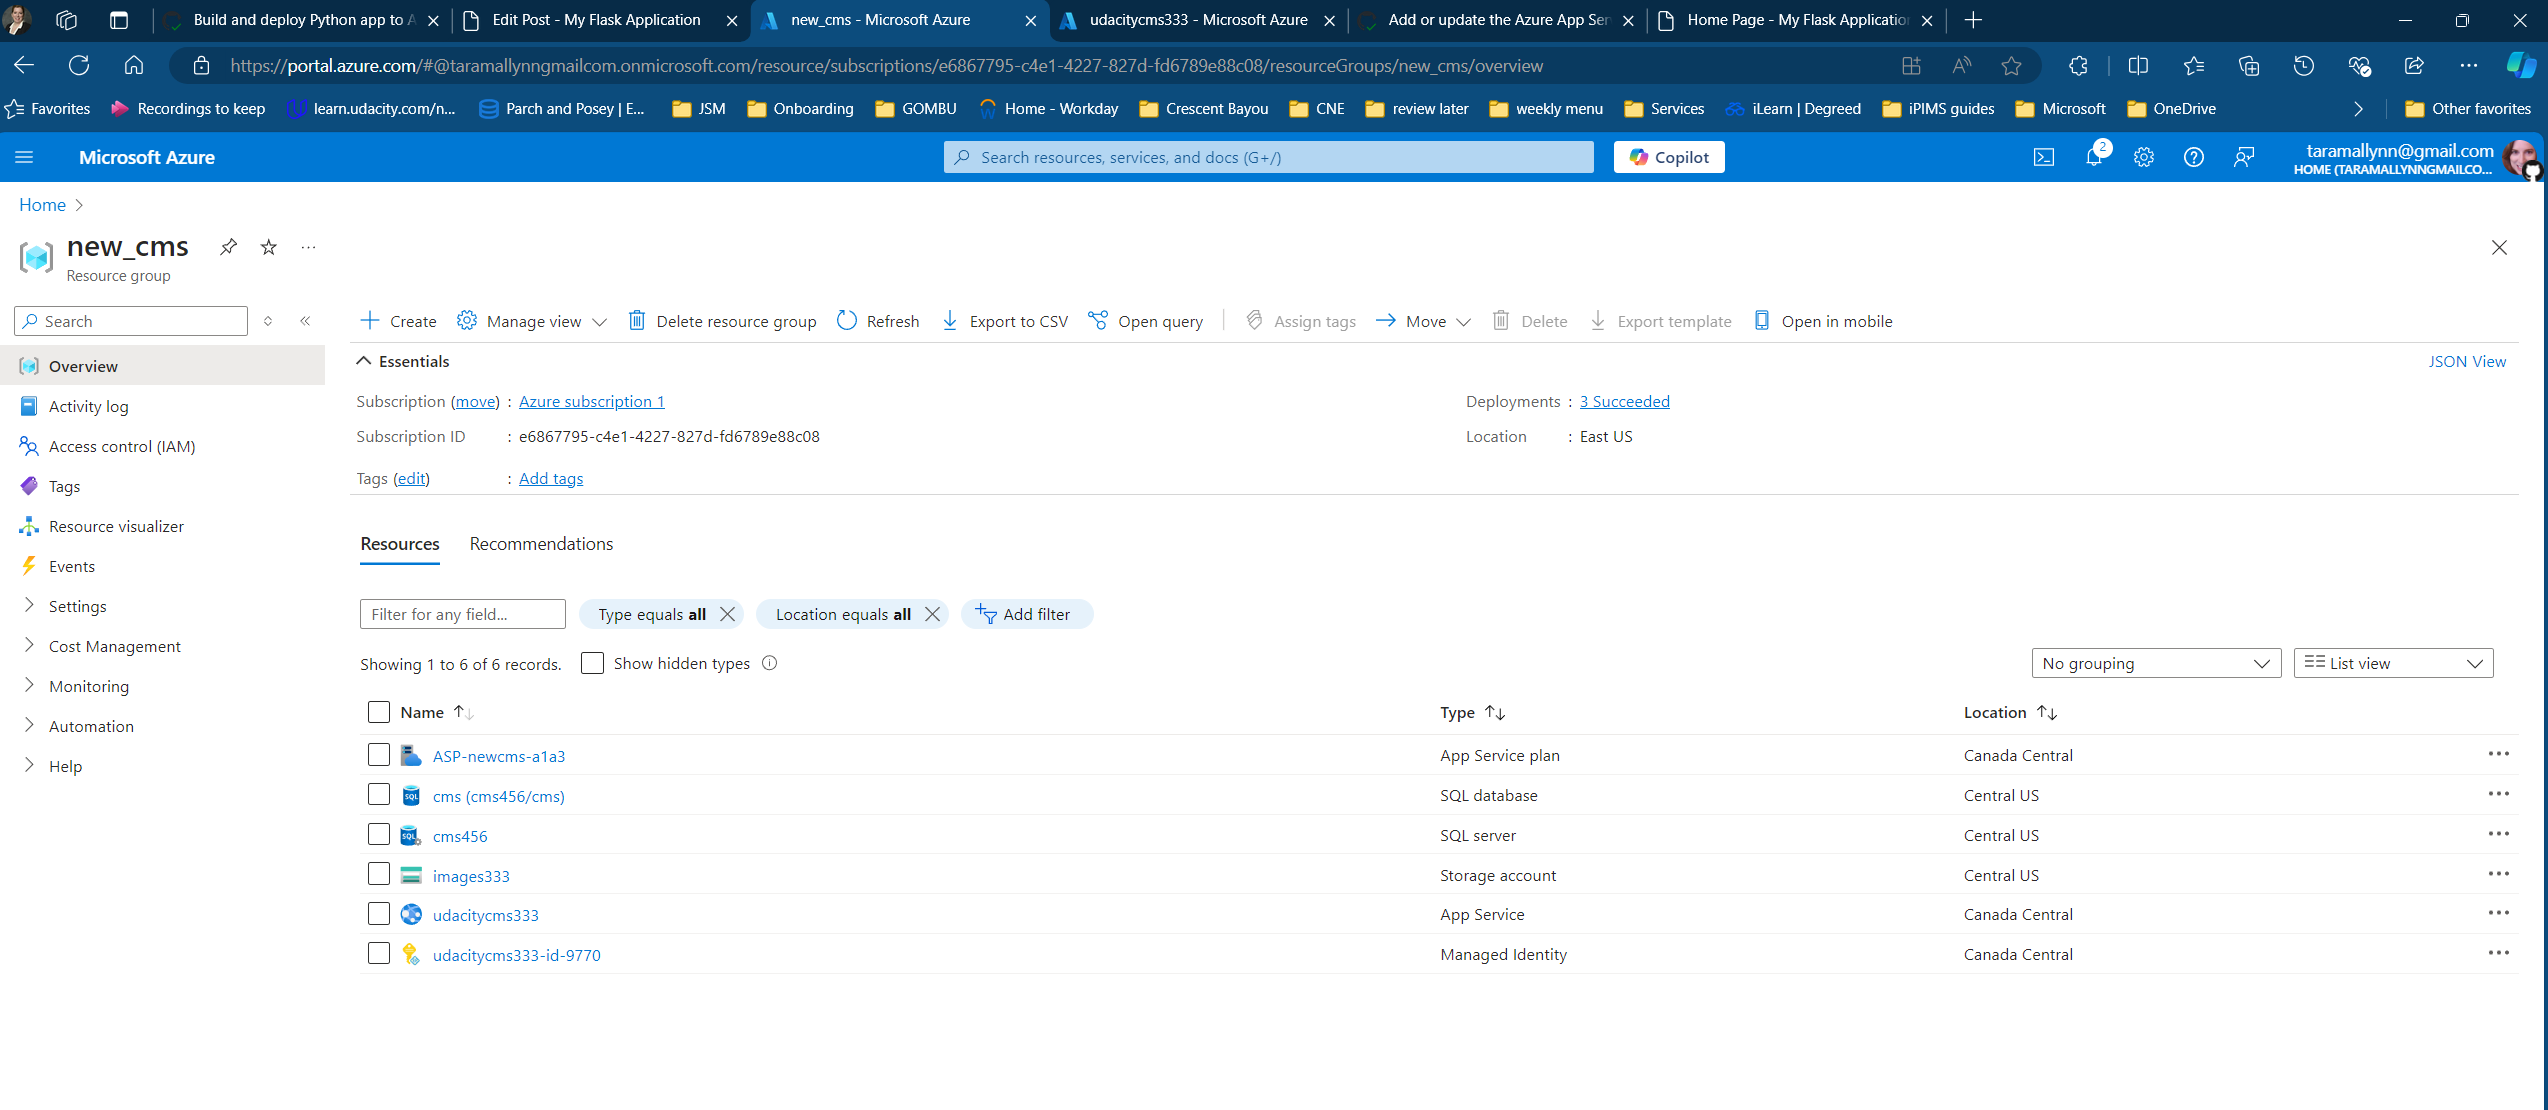 Build and deploy Python app to A
Edit Post - My Flask Application
new_cms - Microsoft Azure
udacitycms333 - Microsoft Azure
Add or update the Azure App Ser
Home Page - My Flask Applicatio
https://portal.azure.com/#@taramallynngmailcom.onmicrosoft.com/resource/subscriptions/e6867795-c4e1-4227-827d-fd6789e88c08/resourceGroups/new_cms/overview
Favorites
Recordings to keep
learn.udacity.com/n...
Parch and Posey | E...
JSM
Onboarding
GOMBU
Home - Workday
Crescent Bayou
CNE
review later
weekly menu
Services
iLearn | Degreed
iPIMS guides
Microsoft
OneDrive
Other favorites
Microsoft Azure
Search resources, services, and docs (G+/)
Copilot
2
taramallynn@gmail.com
HOME (TARAMALLYNNGMAILCO...
Home
new_cms
Resource group
Search
Overview
Activity log
Access control (IAM)
Tags
Resource visualizer
Events
Settings
Cost Management
Monitoring
Automation
Help
Create
Manage view
Delete resource group
Refresh
Export to CSV
Open query
Assign tags
Move
Delete
Export template
Open in mobile
Essentials
JSON View
Subscription (move) : Azure subscription 1
Deployments : 3 Succeeded
Subscription ID : e6867795-c4e1-4227-827d-fd6789e88c08
Location : East US
Tags (edit) : Add tags
Resources
Recommendations
Filter for any field...
Type equals all
Location equals all
Add filter
Showing 1 to 6 of 6 records.
Show hidden types
No grouping
List view
Name
Type
Location
ASP-newcms-a1a3
App Service plan
Canada Central
cms (cms456/cms)
SQL database
Central US
cms456
SQL server
Central US
images333
Storage account
Central US
udacitycms333
App Service
Canada Central
udacitycms333-id-9770
Managed Identity
Canada Central